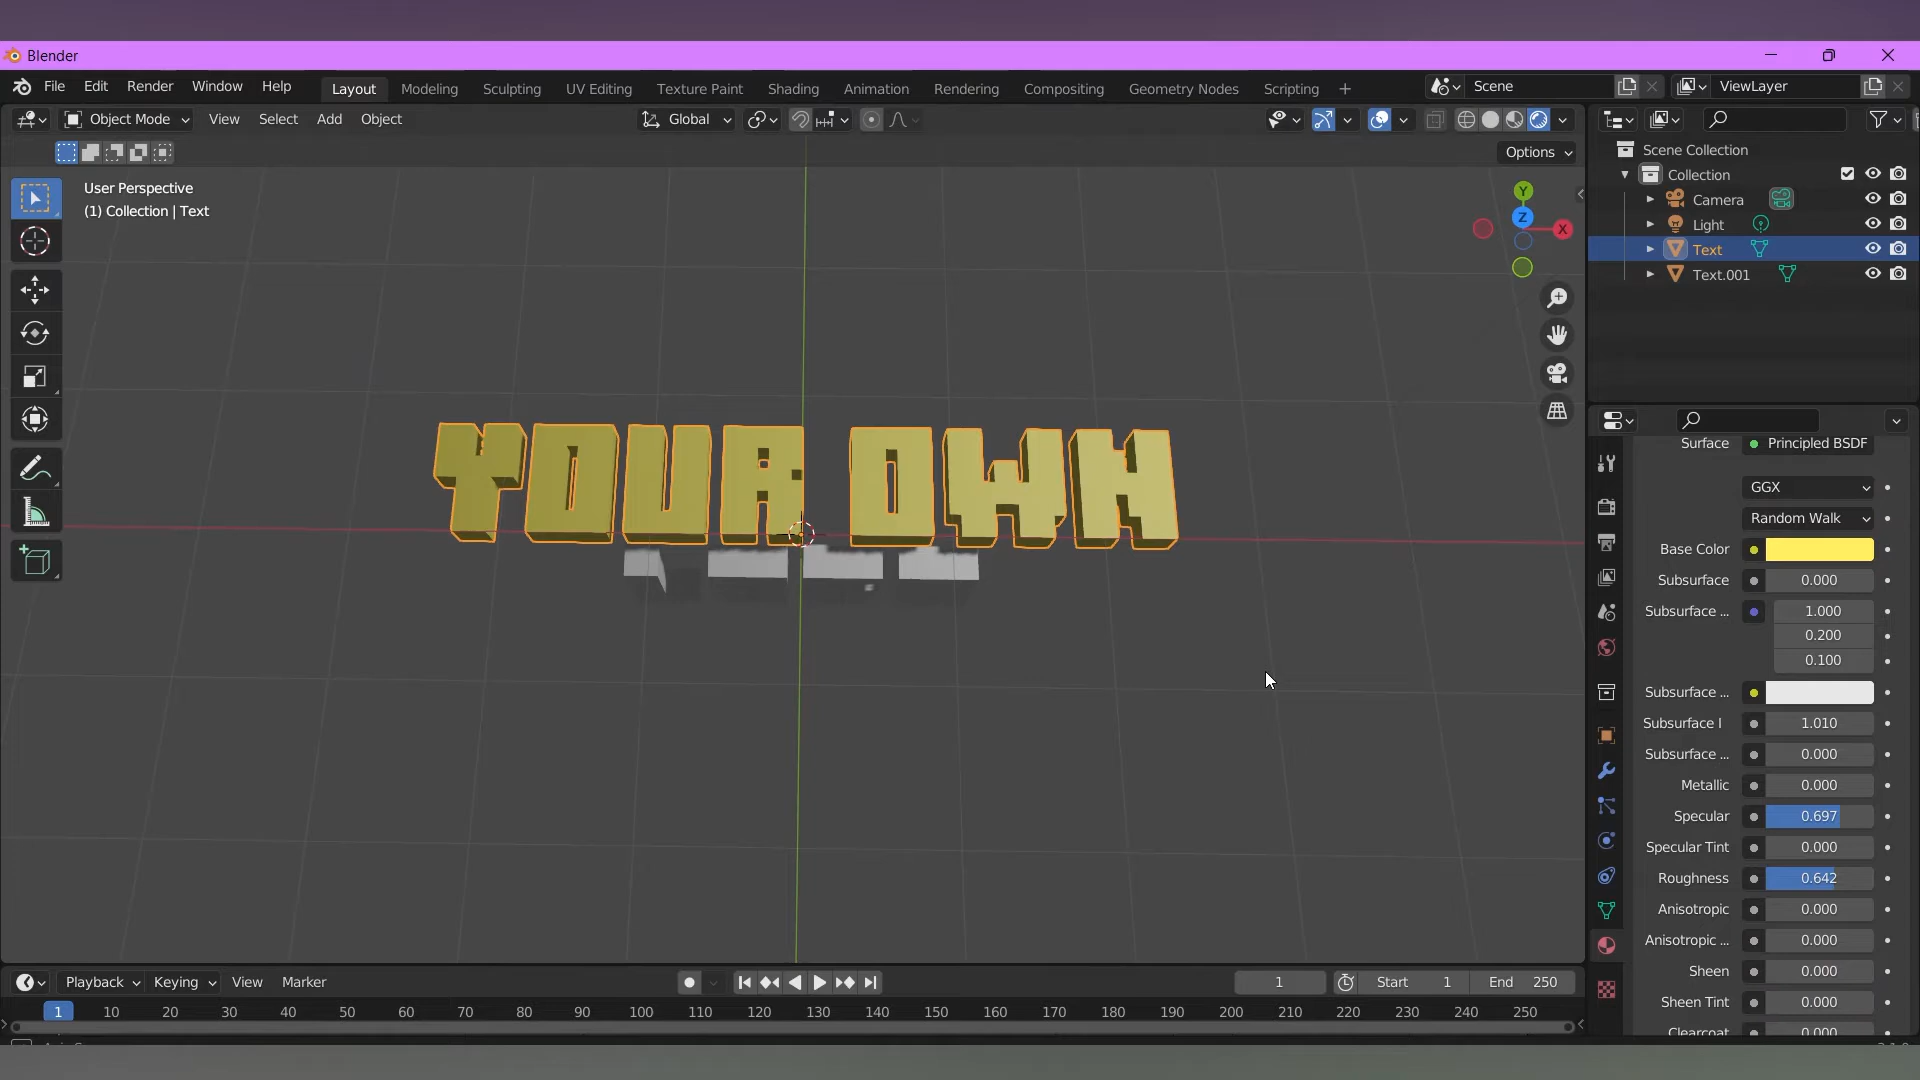 Blender
File Edit Render Window Help Layout Modeling Sculpting UV Editing Texture Paint Shading Animation Rendering Compositing Geometry Nodes Scripting + Scene ViewLayer
Object Mode View Select Add Object Global
Options
User Perspective
(1) Collection | Text
Y
Z
X
YOUR OWN
Scene Collection
Collection
Camera
Light
Text
Text.001
Surface Principled BSDF
GGX
Random Walk
Base Color
Subsurface 0.000
Subsurface ... 1.000
0.200
0.100
Subsurface ...
Subsurface I 1.010
Subsurface ... 0.000
Metallic 0.000
Specular 0.697
Specular Tint 0.000
Roughness 0.642
Anisotropic 0.000
Anisotropic ... 0.000
Sheen 0.000
Sheen Tint 0.000
Clearcoat 0.000
Playback Keying View Marker 1 Start 1 End 250
1 10 20 30 40 50 60 70 80 90 100 110 120 130 140 150 160 170 180 190 200 210 220 230 240 250